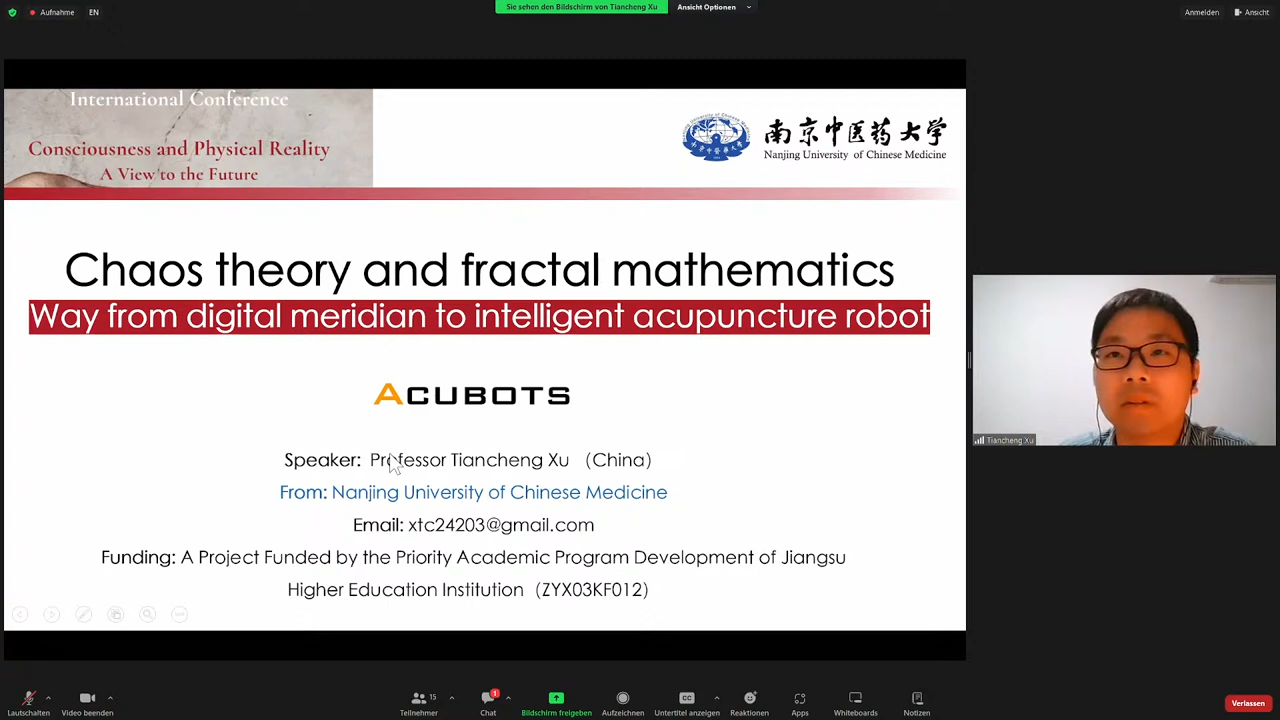 Aufnahme
EN
Sie sehen den Bildschirm von Tiancheng Xu
Ansicht Optionen
Anmelden
Ansicht
International Conference
Consciousness and Physical Reality
A View to the Future
南京中医药大学
Nanjing University of Chinese Medicine
Chaos theory and fractal mathematics
Way from digital meridian to intelligent acupuncture robot
ACUBOTS
Speaker: Professor Tiancheng Xu （China）
From: Nanjing University of Chinese Medicine
Email: xtc24203@gmail.com
Funding: A Project Funded by the Priority Academic Program Development of Jiangsu
Higher Education Institution（ZYX03KF012）
Tiancheng Xu
Lautschalten
Video beenden
15
Teilnehmer
1
Chat
Bildschirm freigeben
Aufzeichnen
CC
Untertitel anzeigen
Reaktionen
Apps
Whiteboards
Notizen
Verlassen